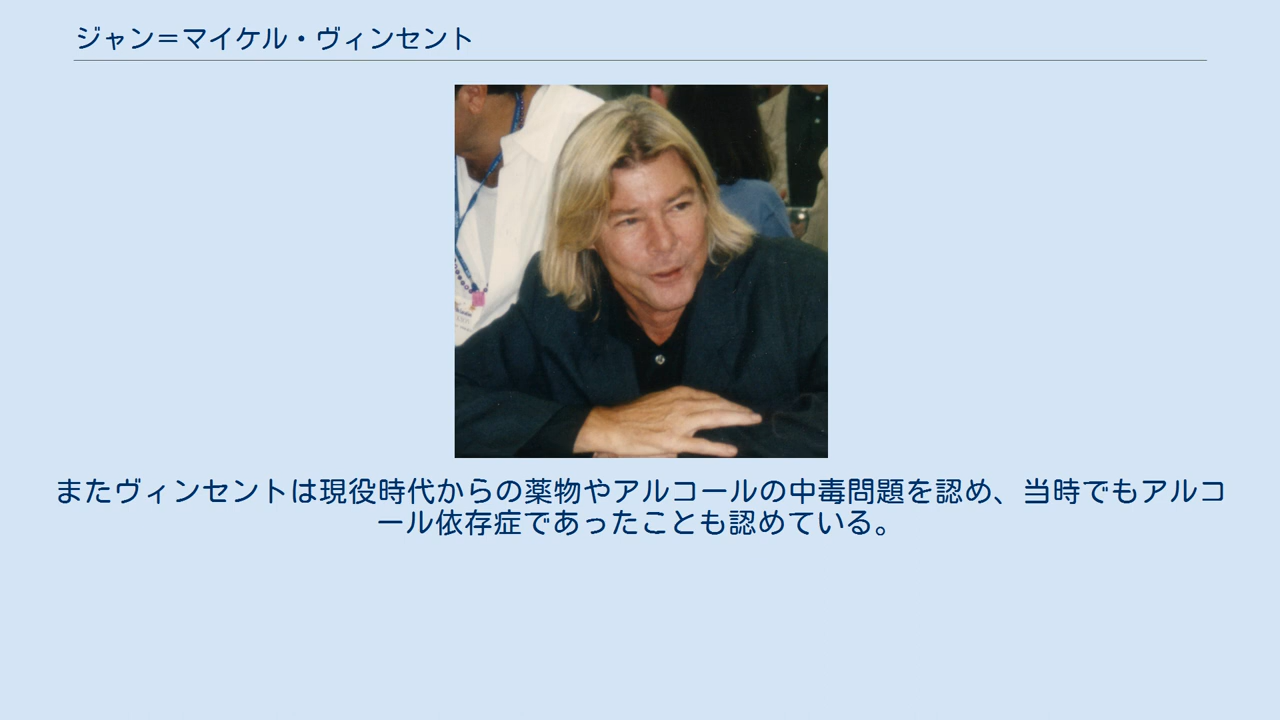 ジャン＝マイケル・ヴィンセント
またヴィンセントは現役時代からの薬物やアルコールの中毒問題を認め、当時でもアルコ
ール依存症であったことも認めている。